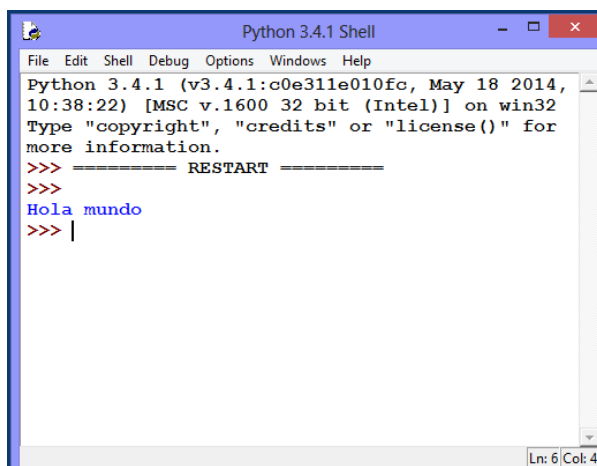 Python 3.4.1 Shell
File Edit Shell Debug Options Windows Help
Python 3.4.1 (v3.4.1:c0e311e010fc, May 18 2014,
10:38:22) [MSC v.1600 32 bit (Intel)] on win32
Type "copyright", "credits" or "license()" for
more information.
>>> ========= RESTART =========
>>>
Hola mundo
>>>
Ln: 6 Col: 4